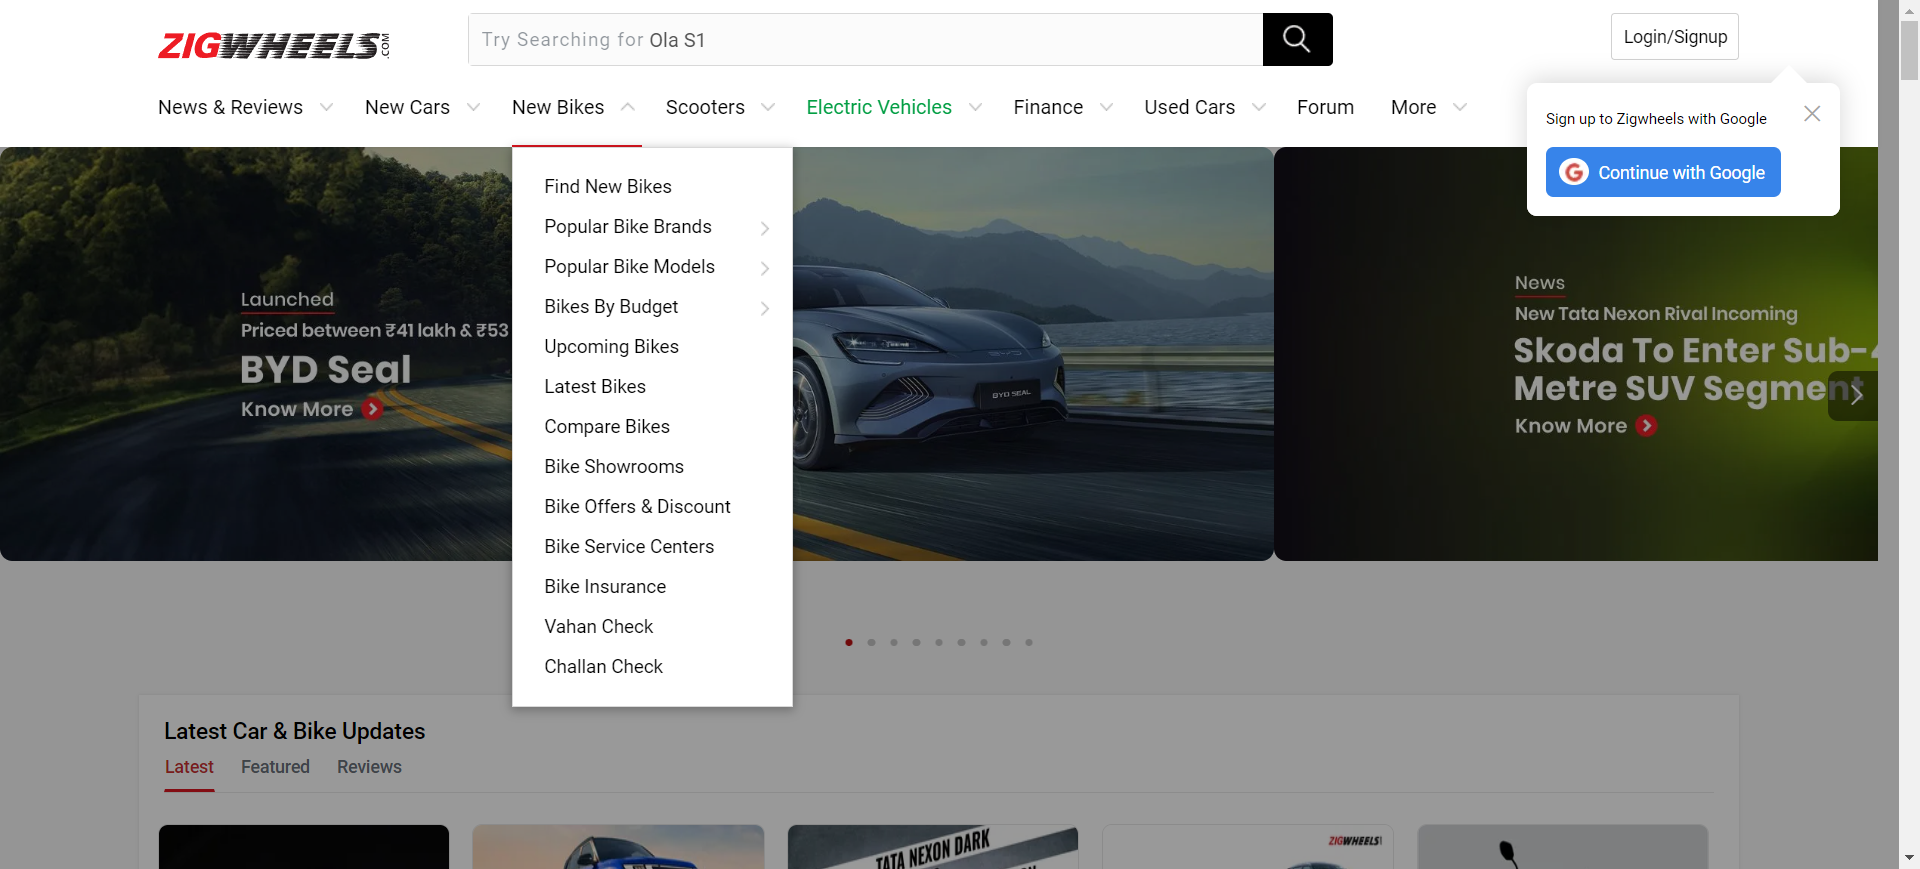 ZIGWHEELS.COM
Try Searching for Ola S1
Login/Signup
News & Reviews
New Cars
New Bikes
Scooters
Electric Vehicles
Finance
Used Cars
Forum
More
Sign up to Zigwheels with Google
Continue with Google
Find New Bikes
Popular Bike Brands
Popular Bike Models
Bikes By Budget
Upcoming Bikes
Latest Bikes
Compare Bikes
Bike Showrooms
Bike Offers & Discount
Bike Service Centers
Bike Insurance
Vahan Check
Challan Check
Launched
Priced between ₹41 lakh & ₹53
BYD Seal
Know More
BYD
BYD SEAL
News
New Tata Nexon Rival Incoming
Skoda To Enter Sub-4
Metre SUV Segment
Know More
Latest Car & Bike Updates
Latest
Featured
Reviews
TATA NEXON DARK
ZIGWHEELS